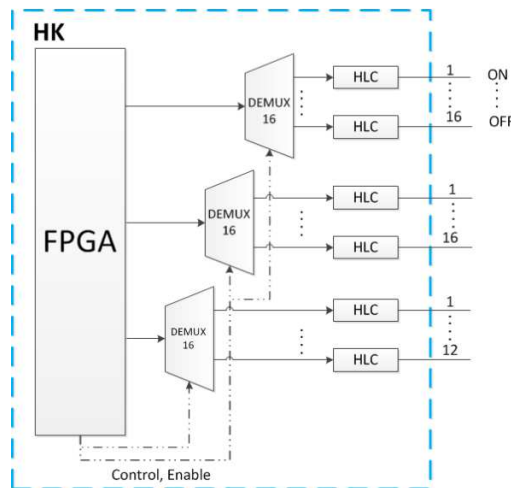 HK
FPGA
DEMUX
16
HLC
1
ON
HLC
16
OFF
DEMUX
16
HLC
1
HLC
16
DEMUX
16
HLC
1
HLC
12
Control, Enable